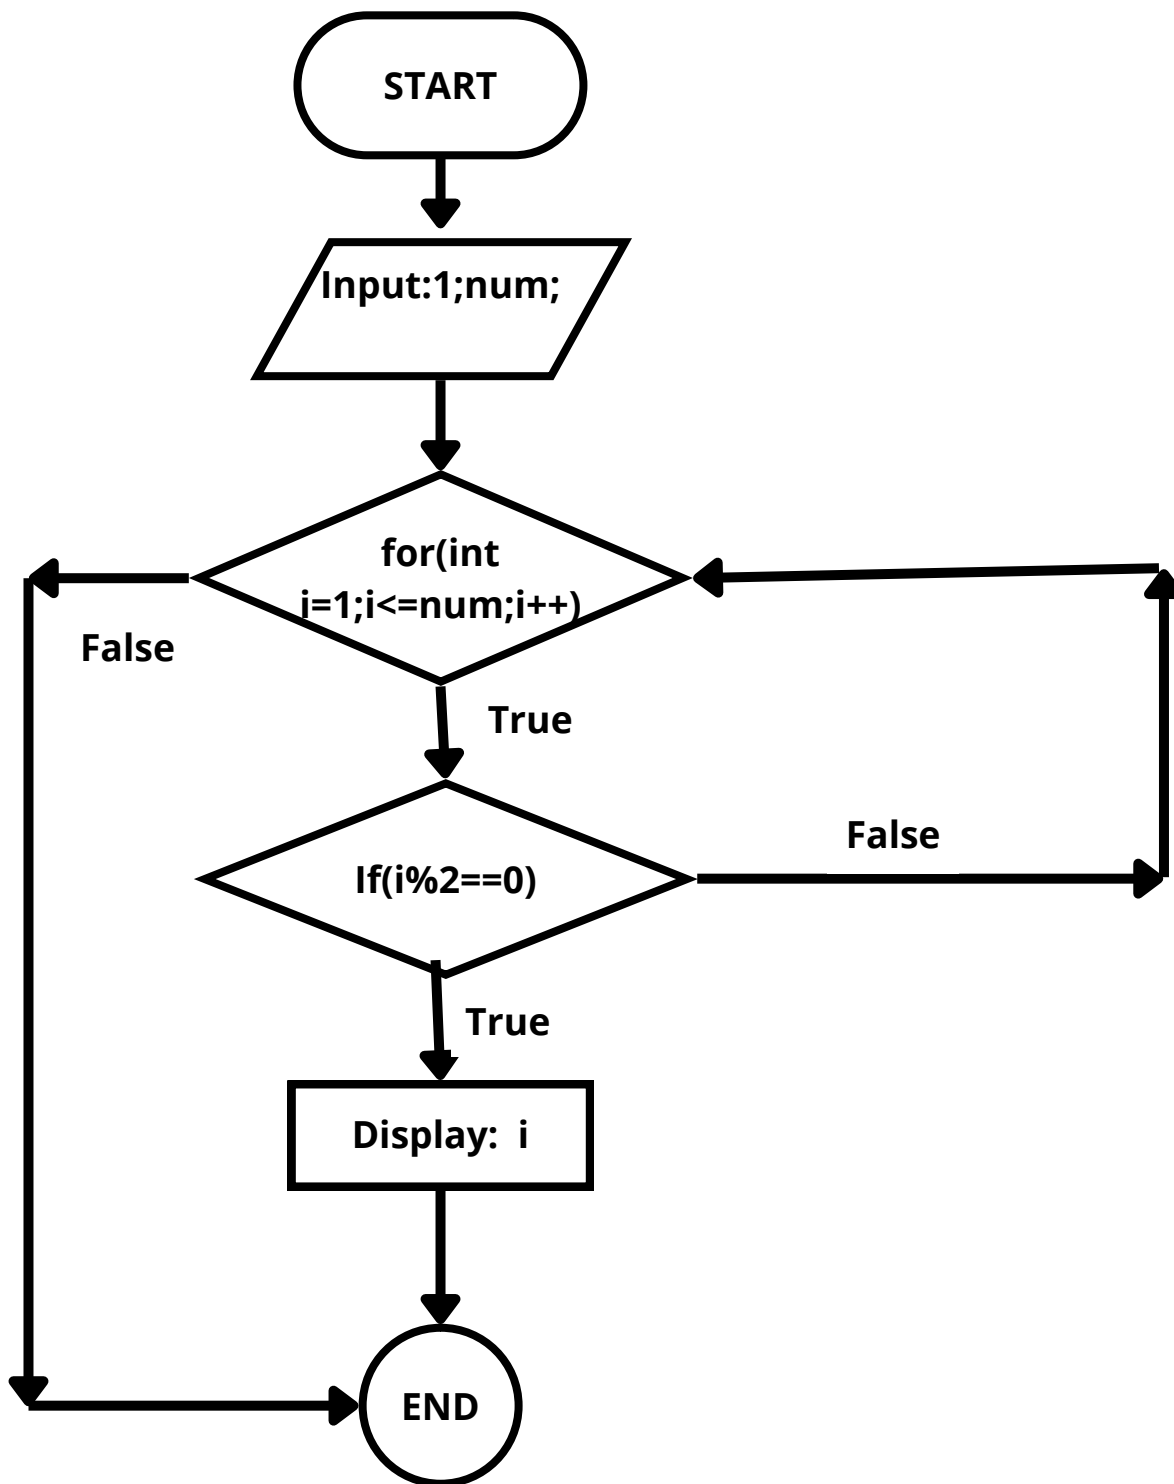 START
Input:1;num;
for(int
i=1;i<=num;i++)
False
True
False
If(i%2==0)
True
Display:  i
END